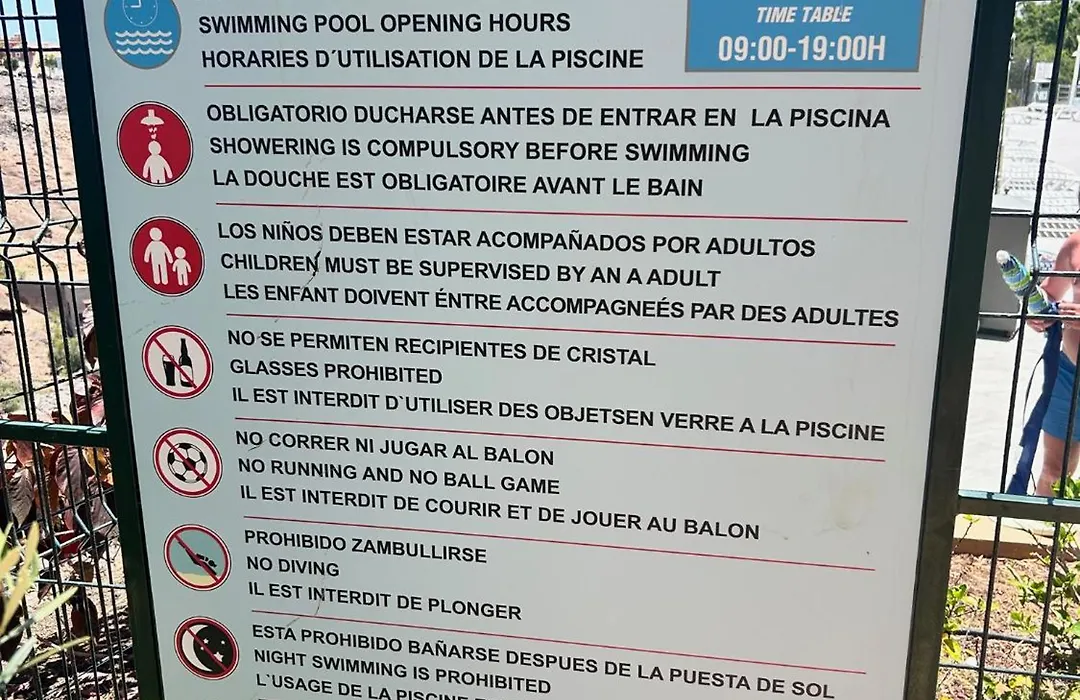 SWIMMING POOL OPENING HOURS
HORARIES D´UTILISATION DE LA PISCINE
TIME TABLE
09:00-19:00H
OBLIGATORIO DUCHARSE ANTES DE ENTRAR EN LA PISCINA
SHOWERING IS COMPULSORY BEFORE SWIMMING
LA DOUCHE EST OBLIGATOIRE AVANT LE BAIN
LOS NIÑOS DEBEN ESTAR ACOMPAÑADOS POR ADULTOS
CHILDREN MUST BE SUPERVISED BY AN A ADULT
LES ENFANT DOIVENT ÉNTRE ACCOMPAGNEÉS PAR DES ADULTES
NO SE PERMITEN RECIPIENTES DE CRISTAL
GLASSES PROHIBITED
IL EST INTERDIT D`UTILISER DES OBJETSEN VERRE A LA PISCINE
NO CORRER NI JUGAR AL BALON
NO RUNNING AND NO BALL GAME
IL EST INTERDIT DE COURIR ET DE JOUER AU BALON
PROHIBIDO ZAMBULLIRSE
NO DIVING
IL EST INTERDIT DE PLONGER
ESTA PROHIBIDO BAÑARSE DESPUES DE LA PUESTA DE SOL
NIGHT SWIMMING IS PROHIBITED
L`USAGE DE LA PISCINE